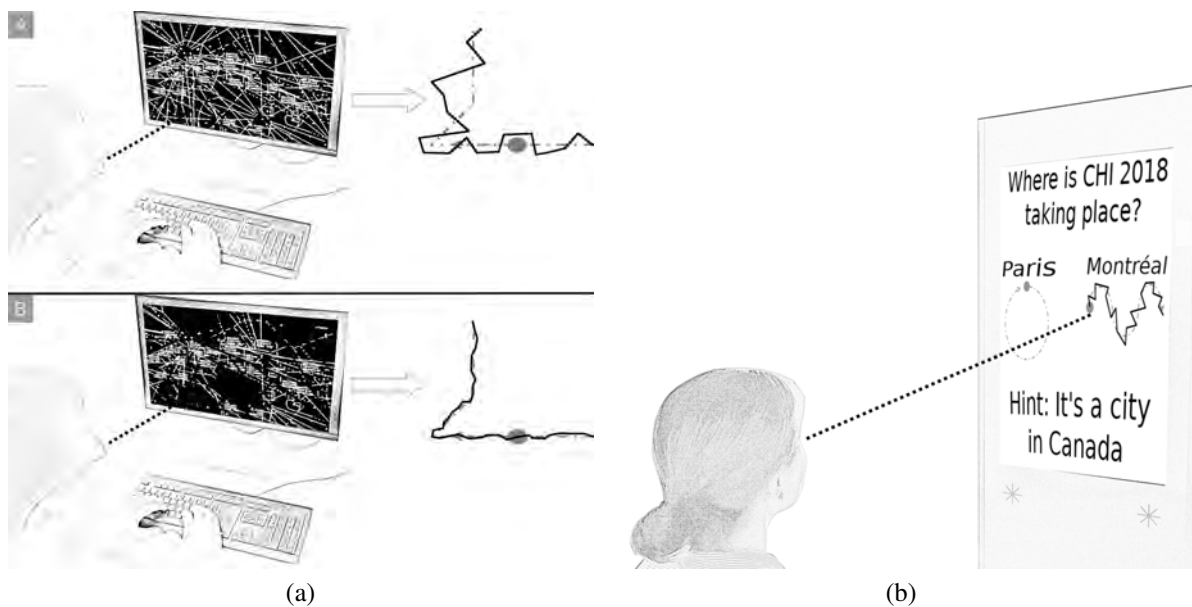 A
B
Where is CHI 2018
taking place?
Paris Montréal
Hint: It's a city
in Canada
(a) (b)